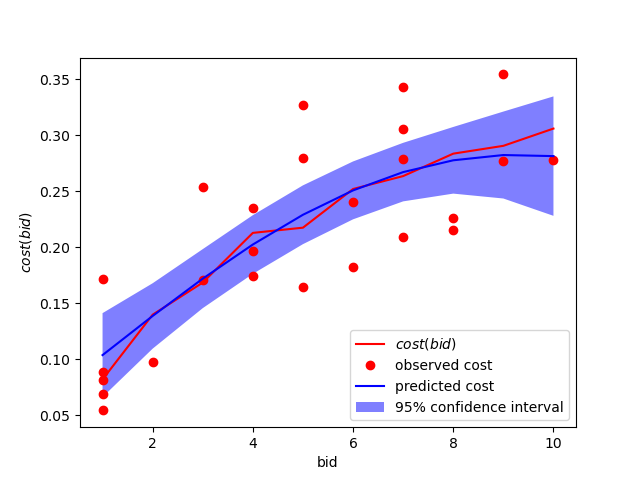 0.35
0.30
0.25
0.20
0.15
0.10
0.05
cost(bid)
cost(bid)
observed cost
predicted cost
95% confidence interval
2 4 6 8 10
bid